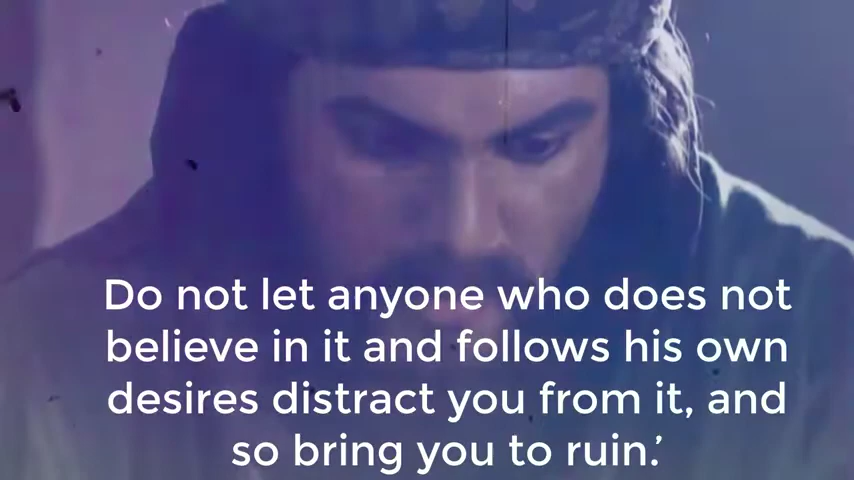 Do not let anyone who does not
believe in it and follows his own
desires distract you from it, and
so bring you to ruin.’